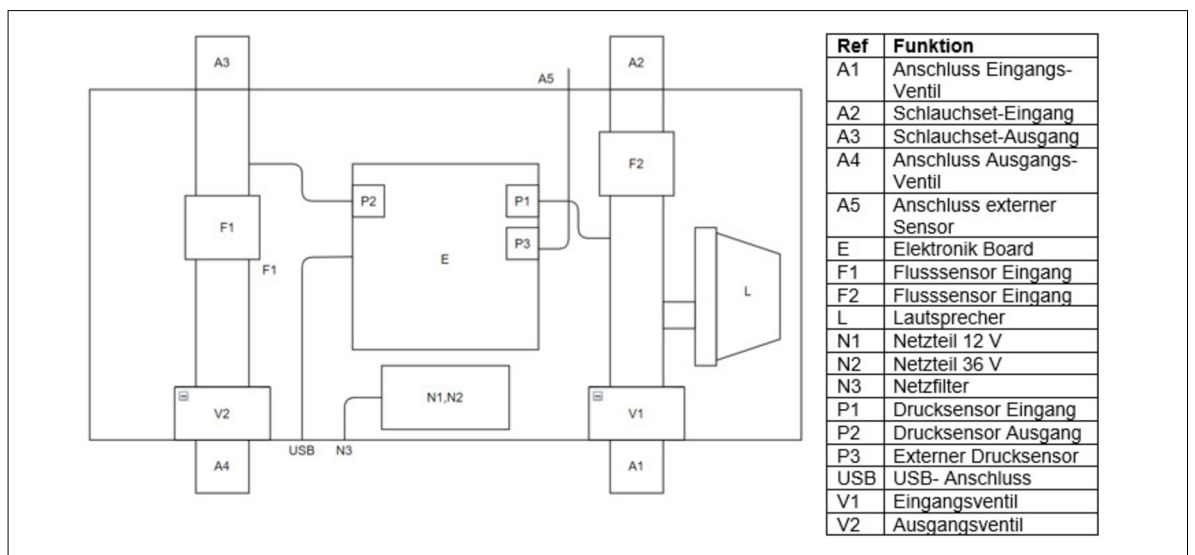 A3
A2
A5
F2
P2
P1
F1
P3
E
F1
L
N1,N2
V2
V1
USB
N3
A4
A1
Ref Funktion
A1 Anschluss Eingangs-
Ventil
A2 Schlauchset-Eingang
A3 Schlauchset-Ausgang
A4 Anschluss Ausgangs-
Ventil
A5 Anschluss externer
Sensor
E Elektronik Board
F1 Flusssensor Eingang
F2 Flusssensor Eingang
L Lautsprecher
N1 Netzteil 12 V
N2 Netzteil 36 V
N3 Netzfilter
P1 Drucksensor Eingang
P2 Drucksensor Ausgang
P3 Externer Drucksensor
USB USB- Anschluss
V1 Eingangsventil
V2 Ausgangsventil